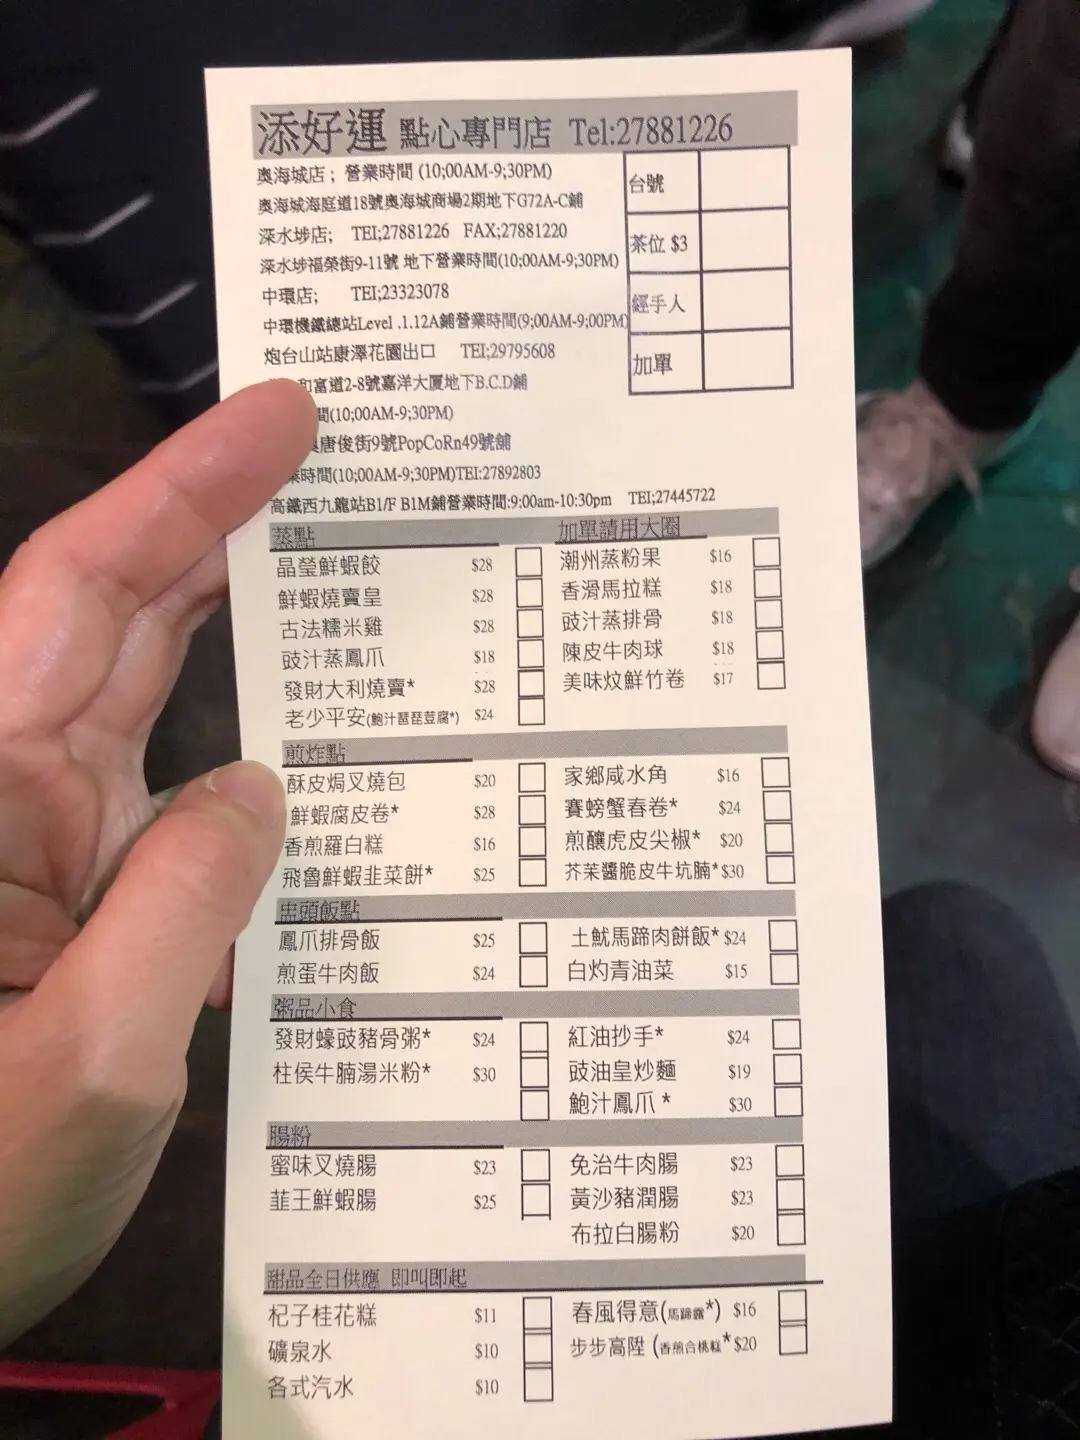 添好運 點心專門店 Tel:27881226
奧海城店；營業時間 (10;00AM-9;30PM)
奧海城海庭道18號奧海城商場2期地下G72A-C鋪
深水埗店; TEI;27881226 FAX;27881220
深水埗福榮街9-11號 地下營業時間(10:00AM-9;30PM)
中環店; TEI;23323078
中環機鐵總站Level .1.12A鋪營業時間(9;00AM-9;00PM)
炮台山站康澤花園出口 TEI;29795608
和富道2-8號嘉洋大厦地下B.C.D鋪
間(10;00AM-9;30PM)
唐俊街9號PopCoRn49號舖
業時間(10;00AM-9;30PM)TEI:27892803
高鐵西九龍站B1/F B1M鋪營業時間:9:00am-10:30pm TEI;27445722
台號
茶位 $3
經手人
加單
蒸點 加單請用大圈
晶瑩鮮蝦餃 $28 潮州蒸粉果 $16
鮮蝦燒賣皇 $28 香滑馬拉糕 $18
古法糯米雞 $28 豉汁蒸排骨 $18
豉汁蒸鳳爪 $18 陳皮牛肉球 $18
發財大利燒賣* $28 美味炆鮮竹卷 $17
老少平安(鮑汁琵琶荳腐*) $24
煎炸點
酥皮焗叉燒包 $20 家鄉咸水角 $16
鮮蝦腐皮卷* $28 賽螃蟹春卷* $24
香煎羅白糕 $16 煎釀虎皮尖椒* $20
飛魯鮮蝦韭菜餅* $25 芥茉醬脆皮牛坑腩* $30
盅頭飯點
鳳爪排骨飯 $25 土魷馬蹄肉餅飯* $24
煎蛋牛肉飯 $24 白灼青油菜 $15
粥品小食
發財蠔豉豬骨粥* $24 紅油抄手* $24
柱侯牛腩湯米粉* $30 豉油皇炒麵 $19
鮑汁鳳爪 * $30
腸粉
蜜味叉燒腸 $23 免治牛肉腸 $23
韮王鮮蝦腸 $25 黃沙豬潤腸 $23
布拉白腸粉 $20
甜品全日供應 即叫即起
杞子桂花糕 $11 春風得意(馬蹄露*) $16
礦泉水 $10 步步高陞 (香煎合桃糕* $20
各式汽水 $10